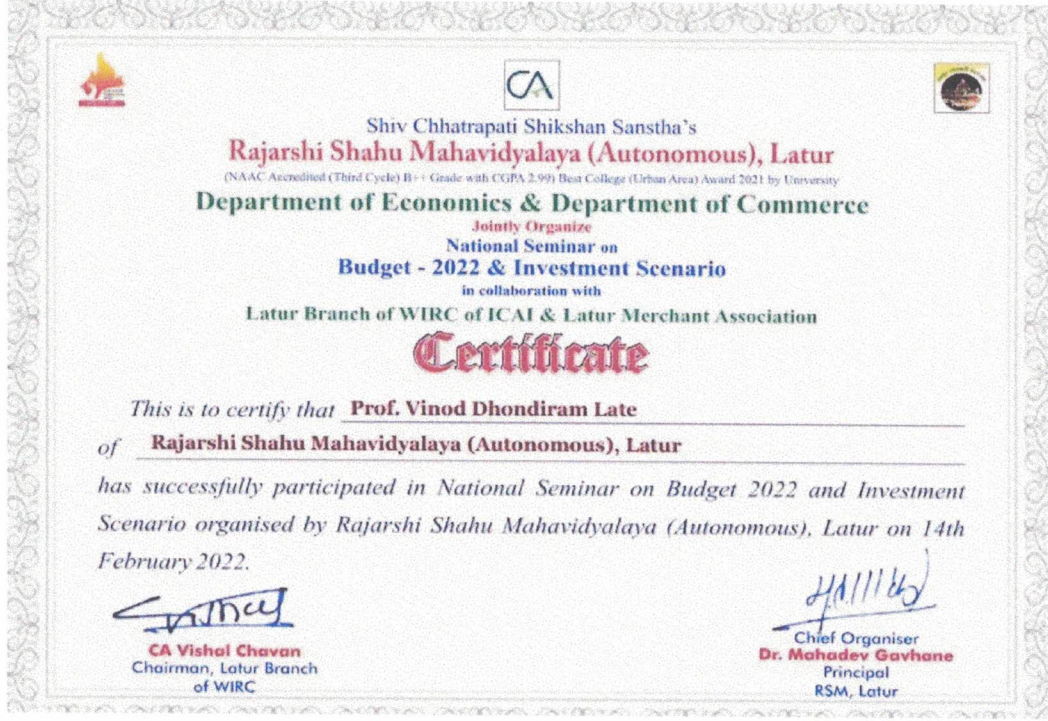 CA
Shiv Chhatrapati Shikshan Sanstha's
Rajarshi Shahu Mahavidyalaya (Autonomous), Latur
(NAAC Accredited (Third Cycle) B++ Grade with CGPA 2.99) Best College (Urban Area) Award 2021 by University
Department of Economics & Department of Commerce
Jointly Organize
National Seminar on
Budget - 2022 & Investment Scenario
in collaboration with
Latur Branch of WIRC of ICAI & Latur Merchant Association
Certificate
This is to certify that Prof. Vinod Dhondiram Late
of Rajarshi Shahu Mahavidyalaya (Autonomous), Latur
has successfully participated in National Seminar on Budget 2022 and Investment
Scenario organised by Rajarshi Shahu Mahavidyalaya (Autonomous), Latur on 14th
February 2022.
CA Vishal Chavan
Chairman, Latur Branch
of WIRC
Chief Organiser
Dr. Mahadev Gavhane
Principal
RSM, Latur